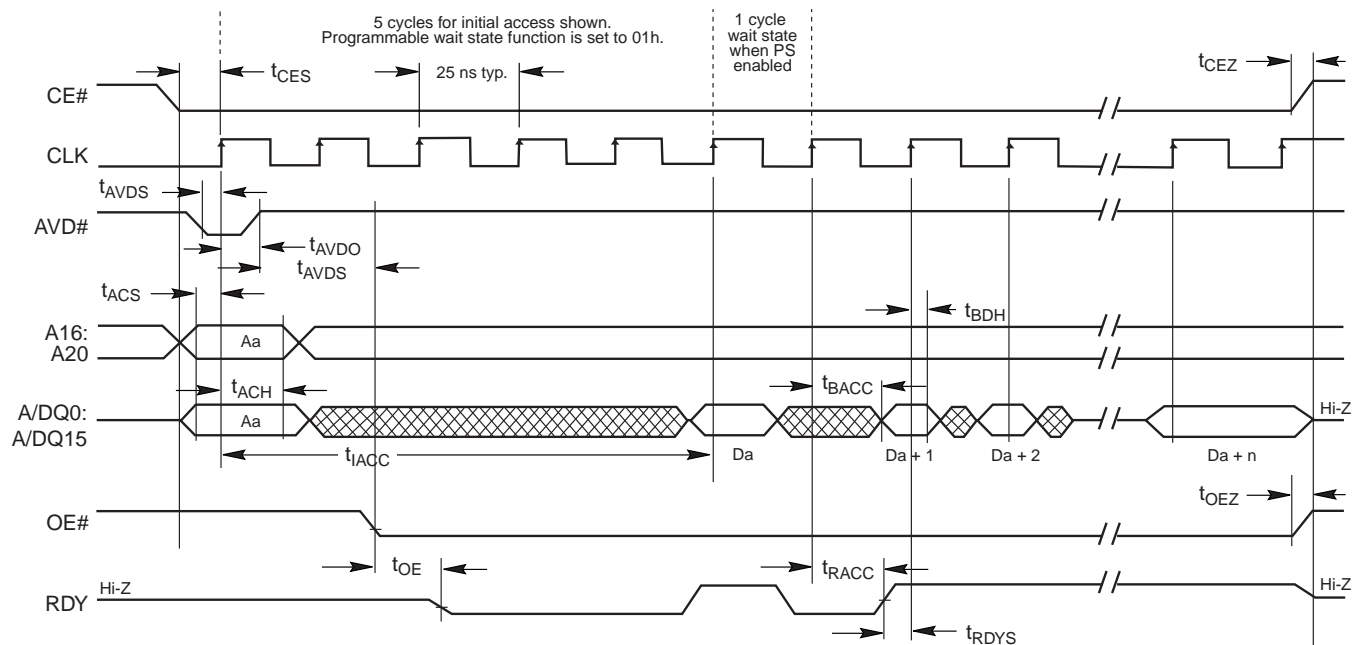 5 cycles for initial access shown.
Programmable wait state function is set to 01h.
1 cycle
wait state
when PS
enabled
tCES
25 ns typ.
tCEZ
CE#
CLK
tAVDS
AVD#
tAVDO
tAVDS
tACS
tBDH
A16:
A20
Aa
tACH
tBACC
A/DQ0:
A/DQ15
Aa
Hi-Z
tIACC
Da
Da + 1
Da + 2
Da + n
tOEZ
OE#
tOE
tRACC
Hi-Z
Hi-Z
RDY
tRDYS